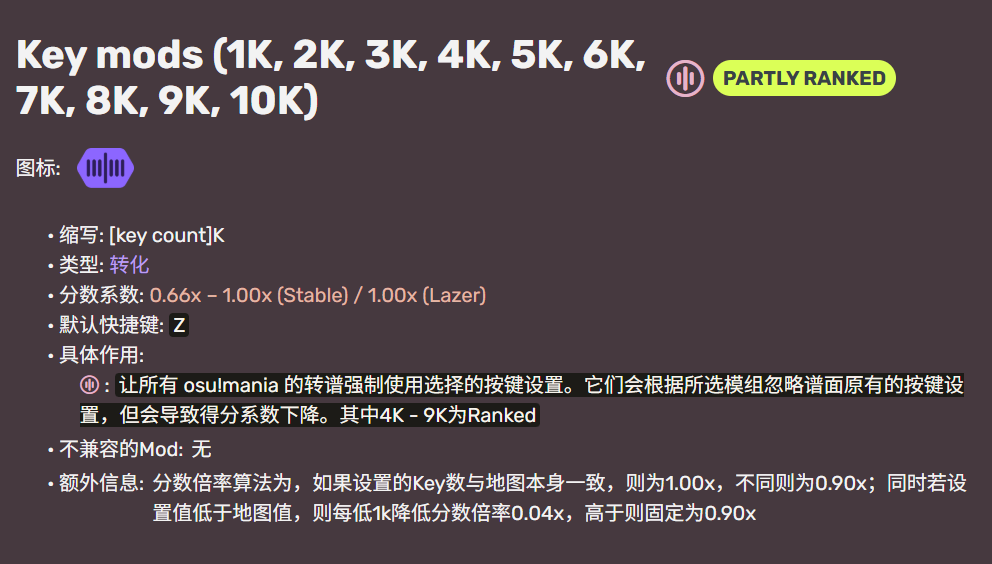 Key mods (1K, 2K, 3K, 4K, 5K, 6K,
7K, 8K, 9K, 10K)
PARTLY RANKED
图标:
• 缩写: [key count]K
• 类型: 转化
• 分数系数: 0.66x – 1.00x (Stable) / 1.00x (Lazer)
• 默认快捷键: Z
• 具体作用:
: 让所有 osu!mania 的转谱强制使用选择的按键设置。它们会根据所选模组忽略谱面原有的按键设
置，但会导致得分系数下降。其中4K - 9K为Ranked
• 不兼容的Mod: 无
• 额外信息: 分数倍率算法为，如果设置的Key数与地图本身一致，则为1.00x，不同则为0.90x；同时若设
置值低于地图值，则每低1k降低分数倍率0.04x，高于则固定为0.90x